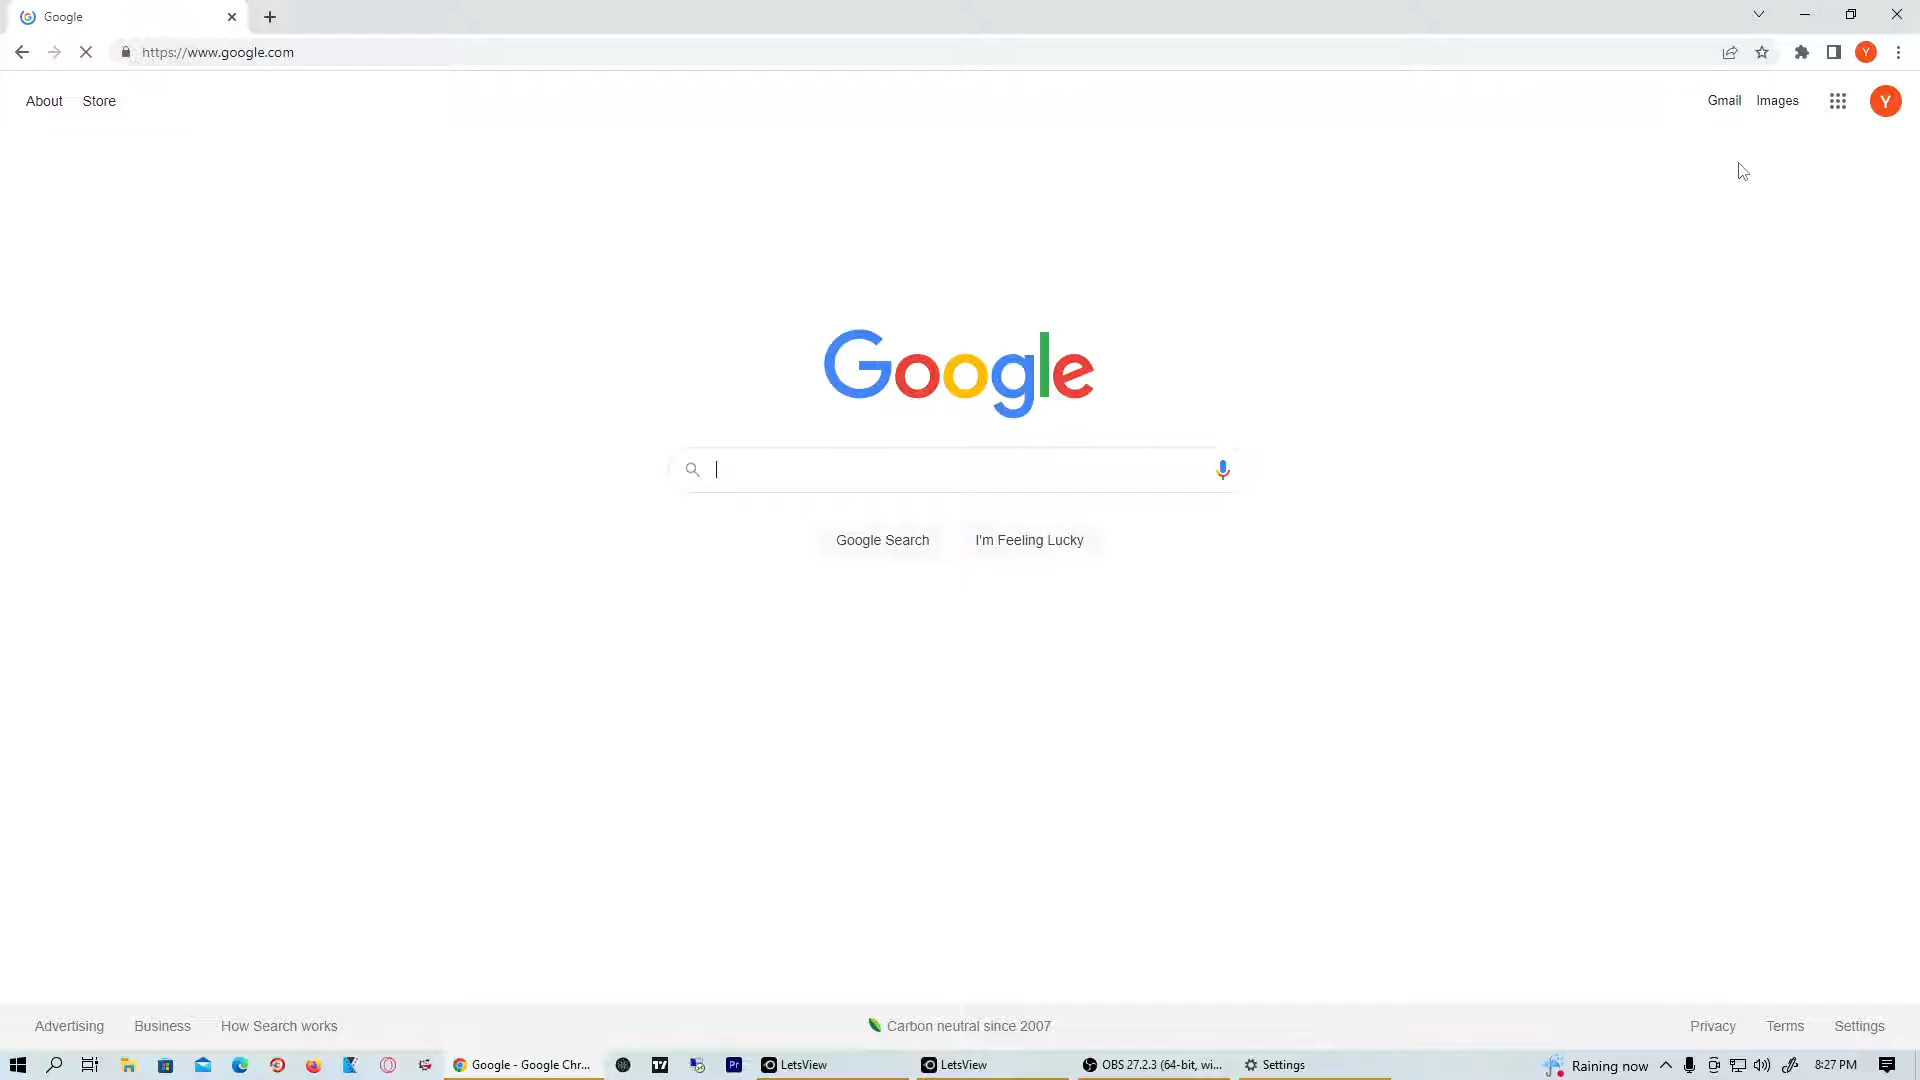 Google
https://www.google.com
Y
About Store
Gmail Images
Y
Google
Google Search I'm Feeling Lucky
Advertising Business How Search works
Carbon neutral since 2007
Privacy Terms Settings
Google - Google Chr... Pr LetsView LetsView OBS 27.2.3 (64-bit, wi... Settings Raining now 8:27 PM